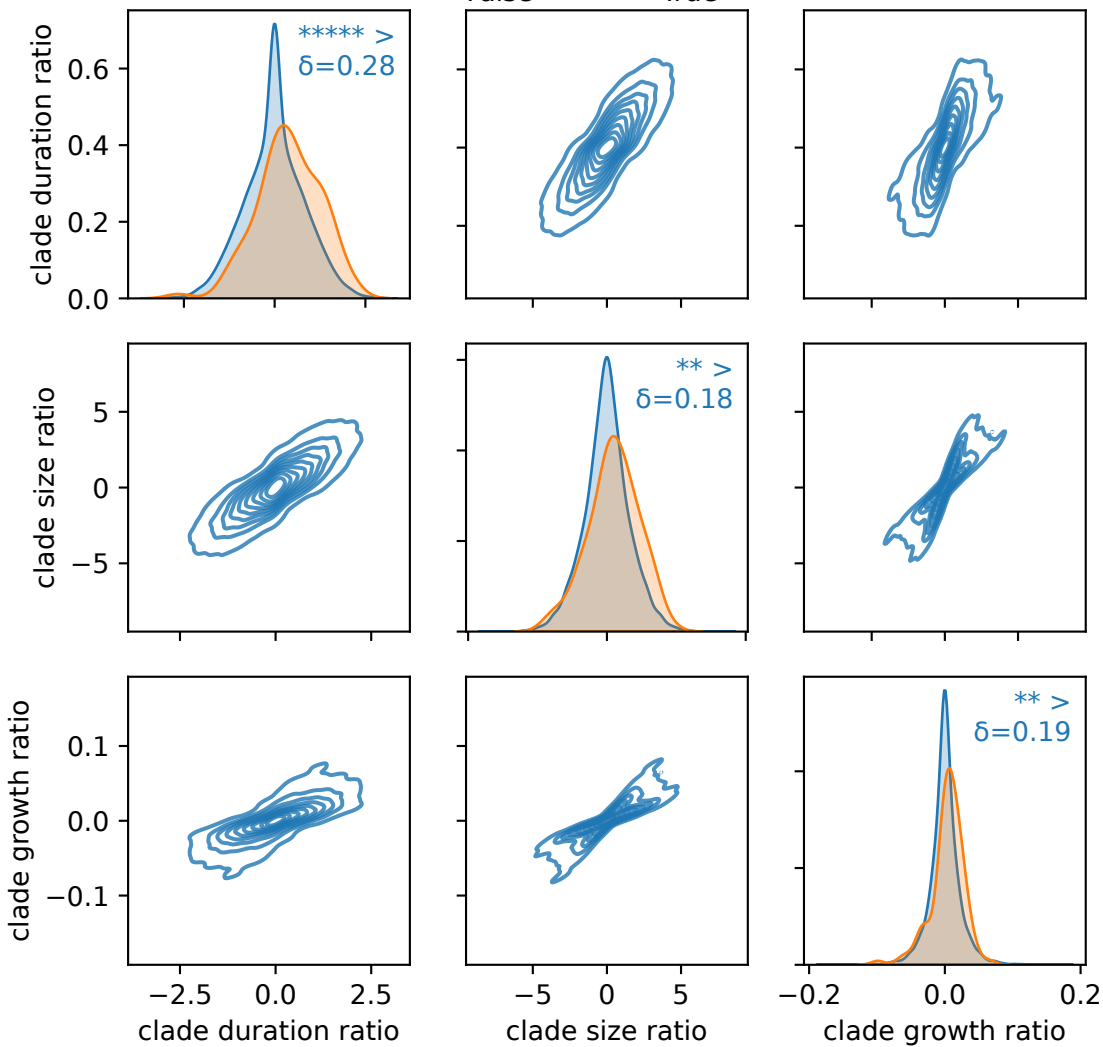 clade duration ratio
0.6
0.4
0.2
0.0
***** >
δ=0.28
clade size ratio
5
0
−5
** >
δ=0.18
clade growth ratio
0.1
0.0
−0.1
** >
δ=0.19
−2.5 0.0 2.5
−5 0 5
−0.2 0.0 0.2
clade duration ratio
clade size ratio
clade growth ratio